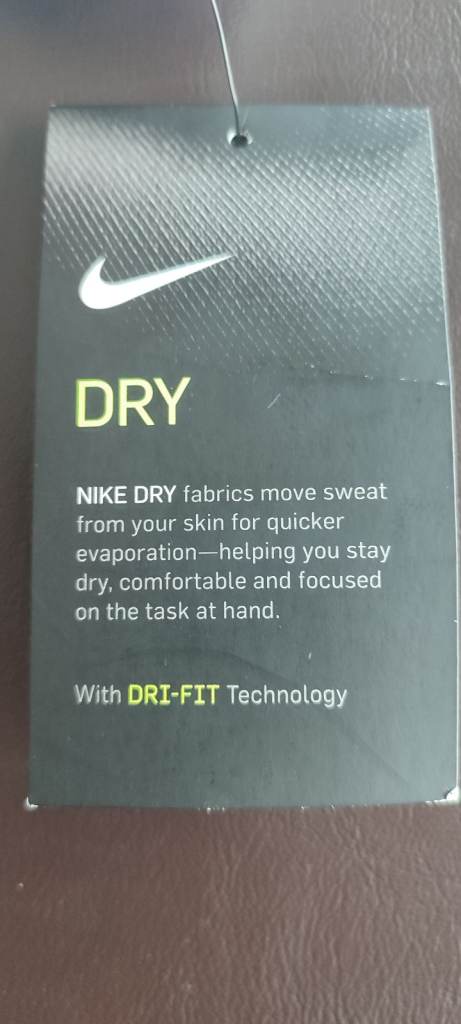 DRY
NIKE DRY fabrics move sweat
from your skin for quicker
evaporation—helping you stay
dry, comfortable and focused
on the task at hand.
With DRI-FIT Technology